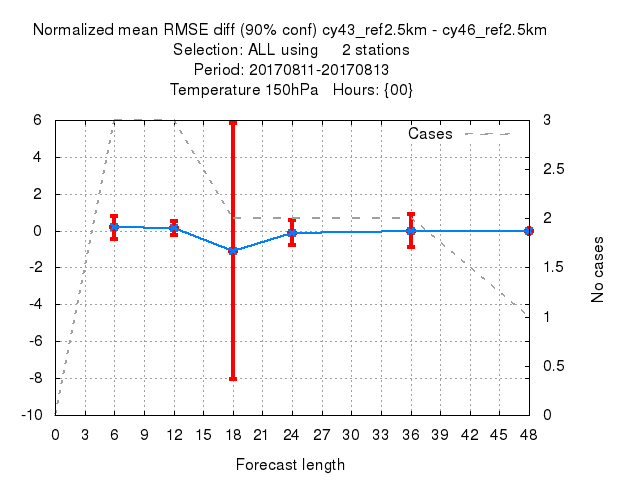 Normalized mean RMSE diff (90% conf) cy43_ref2.5km - cy46_ref2.5km
Selection: ALL using 2 stations
Period: 20170811-20170813
Temperature 150hPa Hours: {00}
Cases
6
4
2
0
-2
-4
-6
-8
-10
3
2.5
2
1.5
1
0.5
0
No cases
0 3 6 9 12 15 18 21 24 27 30 33 36 39 42 45 48
Forecast length